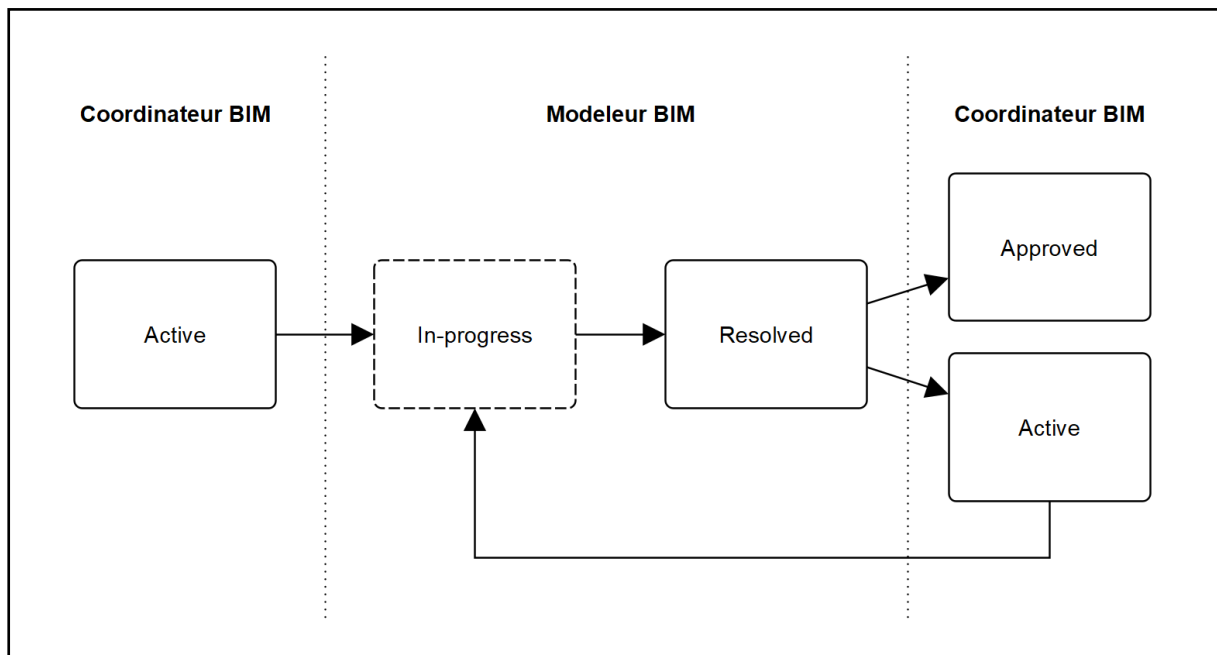 Coordinateur BIM
Modeleur BIM
Coordinateur BIM
Active
In-progress
Resolved
Approved
Active